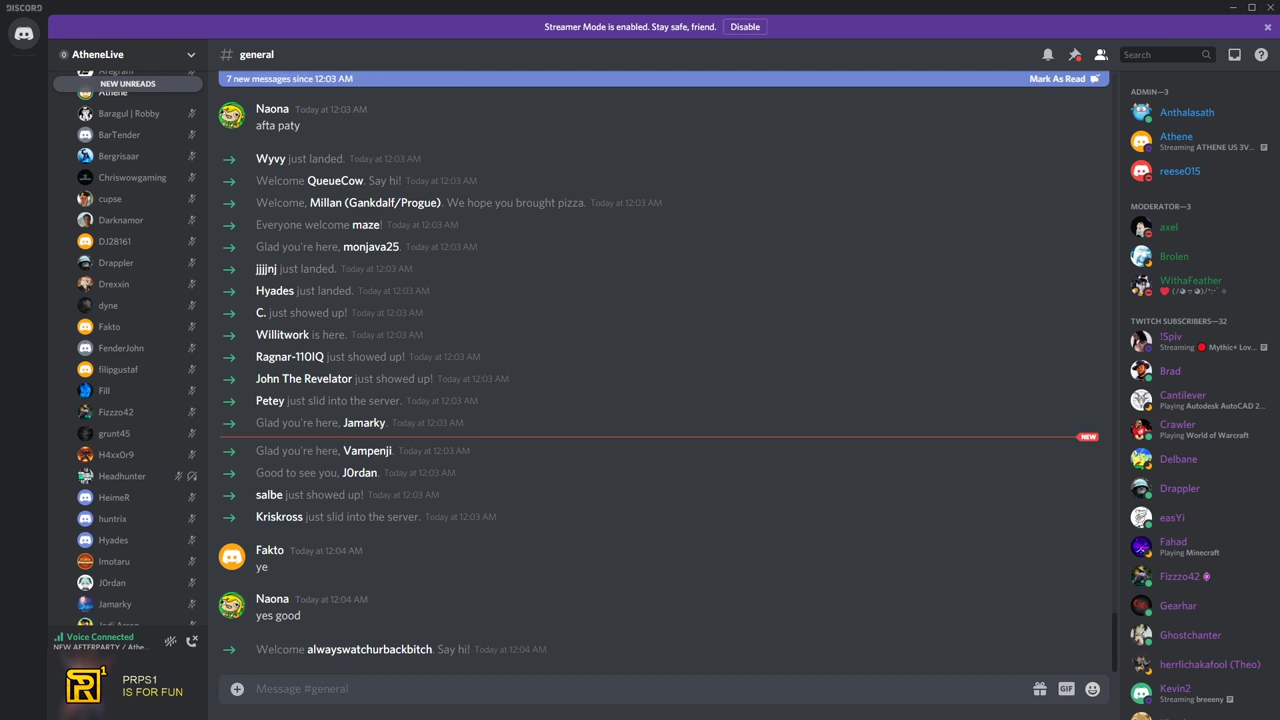 DISCORD
Streamer Mode is enabled. Stay safe, friend.
Disable
AtheneLive
# general
Search
NEW UNREADS
Athene
Baragul | Robby
BarTender
Bergrisaar
Chriswowgaming
cupse
Darknamor
DJ28161
Drappler
Drexxin
dyne
Fakto
FenderJohn
filipgustaf
Fill
Fizzzo42
grunt45
H4xx0r9
Headhunter
HeimeR
huntrix
Hyades
Imotaru
J0rdan
Jamarky
Voice Connected
NEW AFTERPARTY / Athe...
R1
PRPS1
IS FOR FUN
7 new messages since 12:03 AM
Mark As Read
Naona Today at 12:03 AM
afta paty
Wyvy just landed. Today at 12:03 AM
Welcome QueueCow. Say hi! Today at 12:03 AM
Welcome, Millan (Gankdalf/Progue). We hope you brought pizza. Today at 12:03 AM
Everyone welcome maze! Today at 12:03 AM
Glad you're here, monjava25. Today at 12:03 AM
jjjjnj just landed. Today at 12:03 AM
Hyades just landed. Today at 12:03 AM
C. just showed up! Today at 12:03 AM
Willitwork is here. Today at 12:03 AM
Ragnar-110IQ just showed up! Today at 12:03 AM
John The Revelator just showed up! Today at 12:03 AM
Petey just slid into the server. Today at 12:03 AM
Glad you're here, Jamarky. Today at 12:03 AM
NEW
Glad you're here, Vampenji. Today at 12:03 AM
Good to see you, J0rdan. Today at 12:03 AM
salbe just showed up! Today at 12:03 AM
Kriskross just slid into the server. Today at 12:03 AM
Fakto Today at 12:04 AM
ye
Naona Today at 12:04 AM
yes good
Welcome alwayswatchurbackbitch. Say hi! Today at 12:04 AM
Message #general
GIF
ADMIN—3
Anthalasath
Athene
Streaming ATHENE US 3V...
reese015
MODERATOR—3
axel
Brolen
WithaFeather
TWITCH SUBSCRIBERS—32
!Spiv
Streaming 🔴 Mythic+ Lov...
Brad
Cantilever
Playing Autodesk AutoCAD 2...
Crawler
Playing World of Warcraft
Delbane
Drappler
easYi
Fahad
Playing Minecraft
Fizzzo42
Gearhar
Ghostchanter
herrlichakafool (Theo)
Kevin2
Streaming breeeny